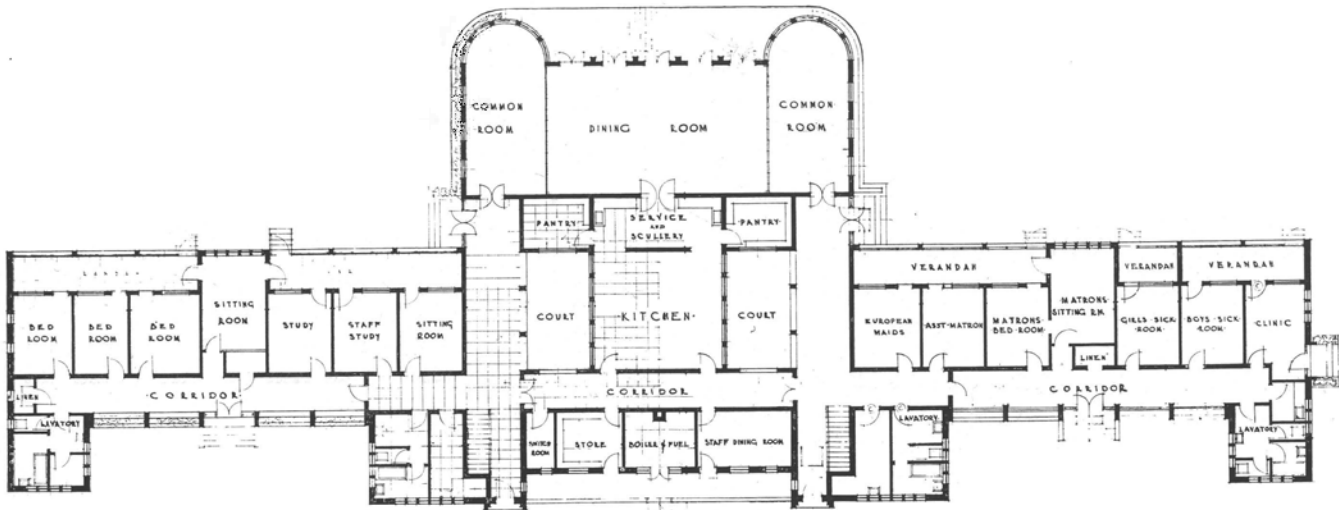 COMMON
ROOM
DINING ROOM
COMMON
ROOM
PANTRY
SERVICE
AND
SCULLERY
PANTRY
SITTING
ROOM
VERANDAH
MATRONS
SITTING RM
VERANDAH
VERANDAH
BED
ROOM
BED
ROOM
BED
ROOM
STUDY
STAFF
STUDY
SITTING
ROOM
COURT
KITCHEN
COURT
EUROPEAN
MAIDS
ASST MATRON
MATRONS
BED ROOM
GIRLS SICK
ROOM
BOYS SICK
ROOM
CLINIC
LINEN
LINEN
CORRIDOR
CORRIDOR
CORRIDOR
LAVATORY
LAVATORY
LAVATORY
SWITCH
ROOM
STORE
BOILER & FUEL
STAFF DINING ROOM